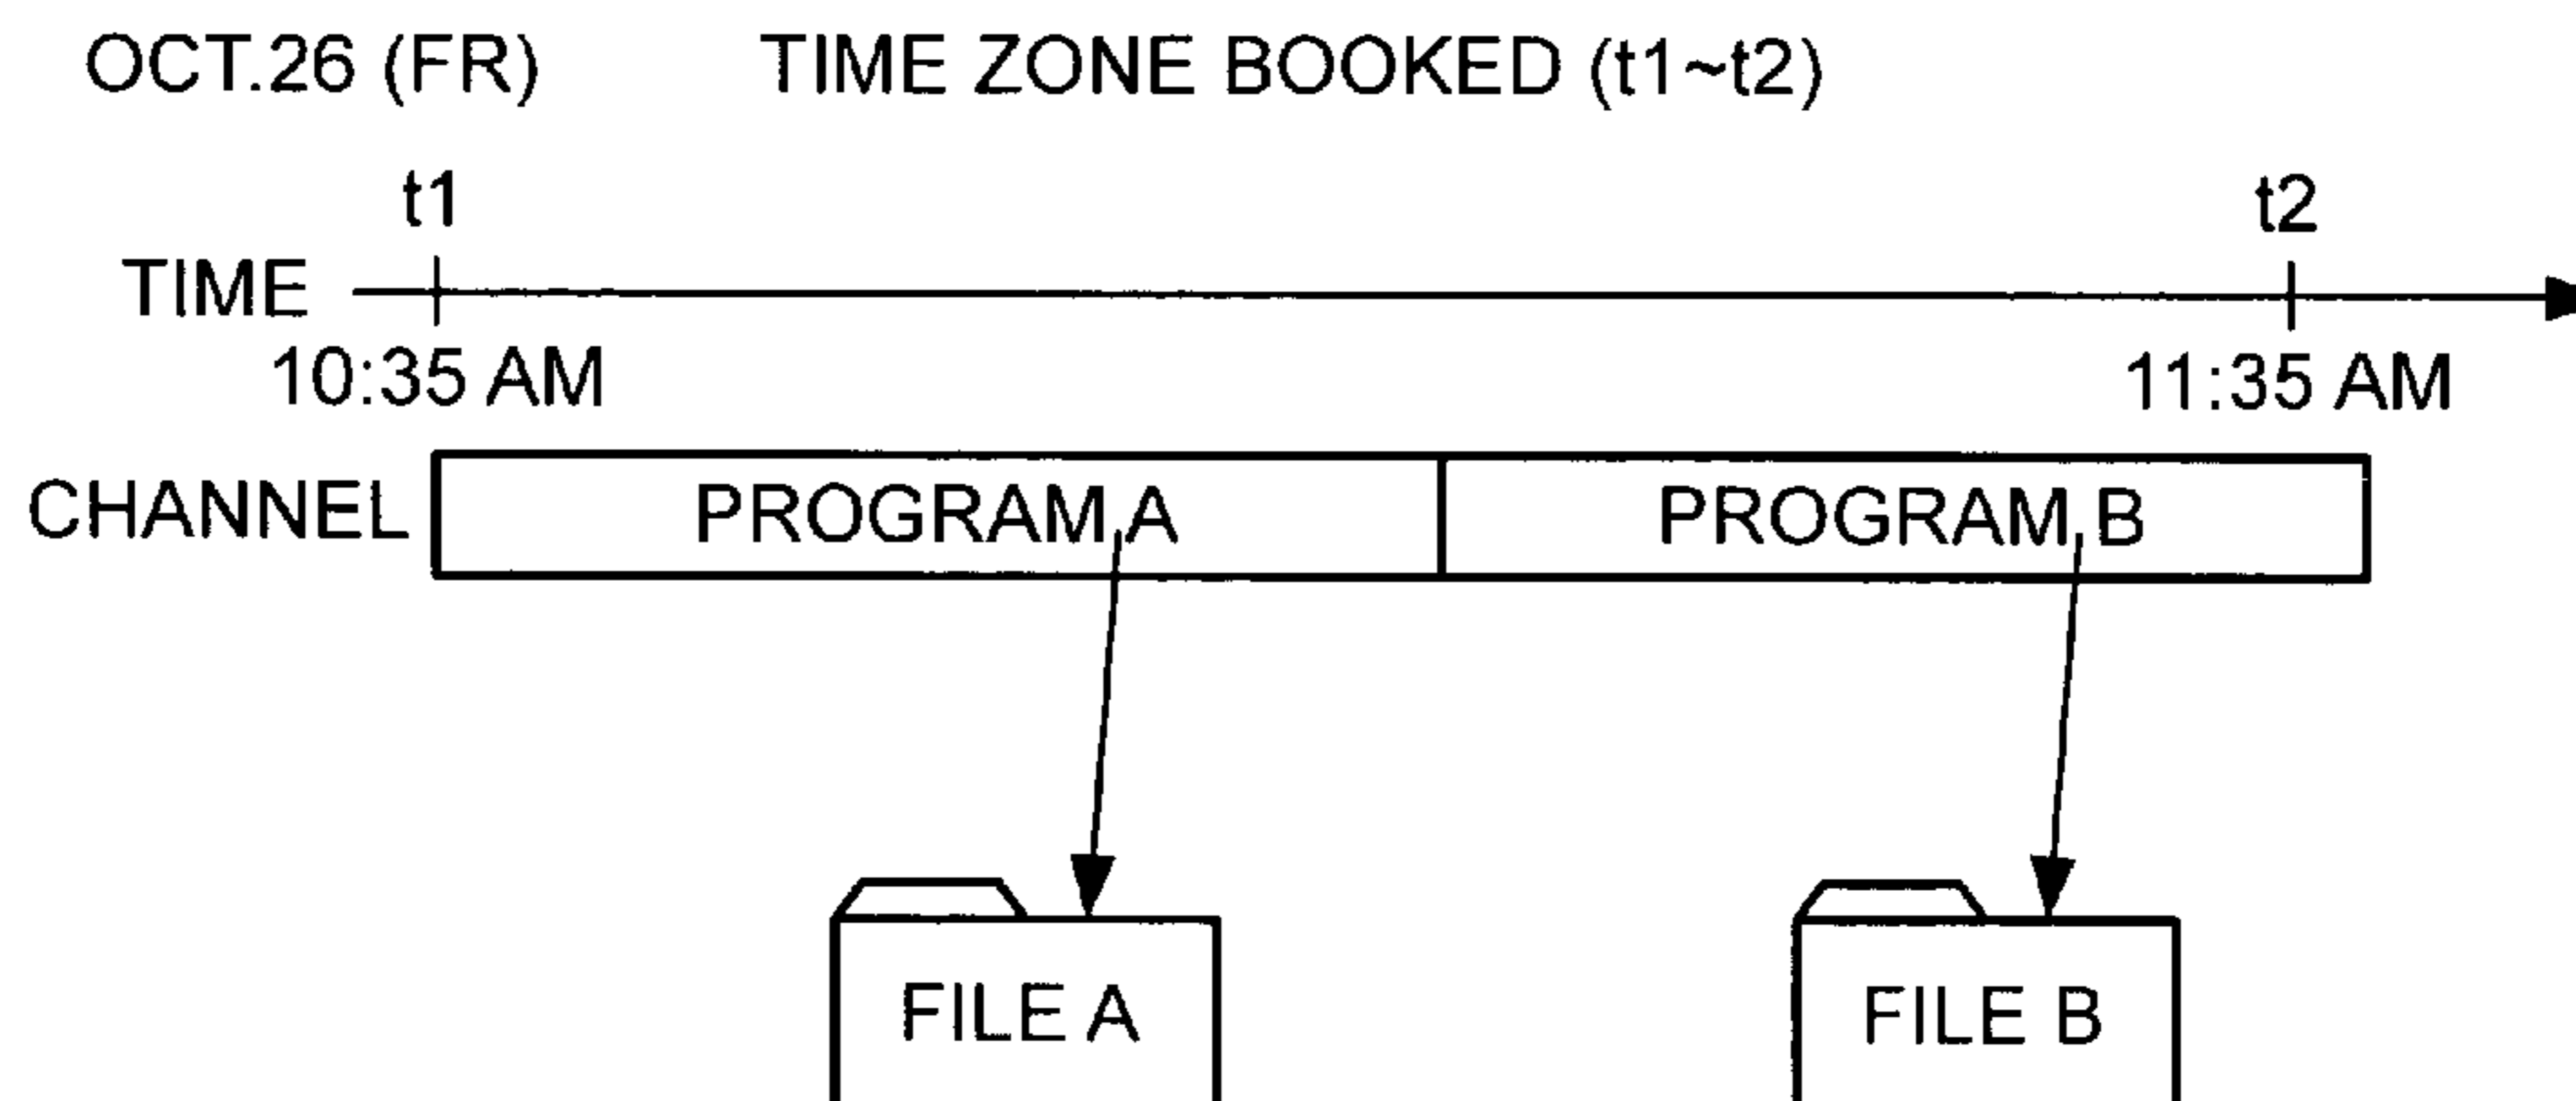 OCT.26 (FR) TIME ZONE BOOKED (t1~t2)
t1 t2
TIME
10:35 AM 11:35 AM
CHANNEL PROGRAM A PROGRAM B
FILE A FILE B